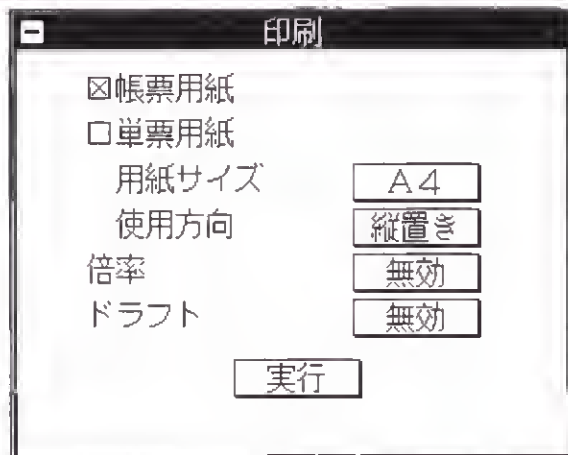 印刷
☒帳票用紙
☐単票用紙
用紙サイズ A4
使用方向 縦置き
倍率 無効
ドラフト 無効
実行